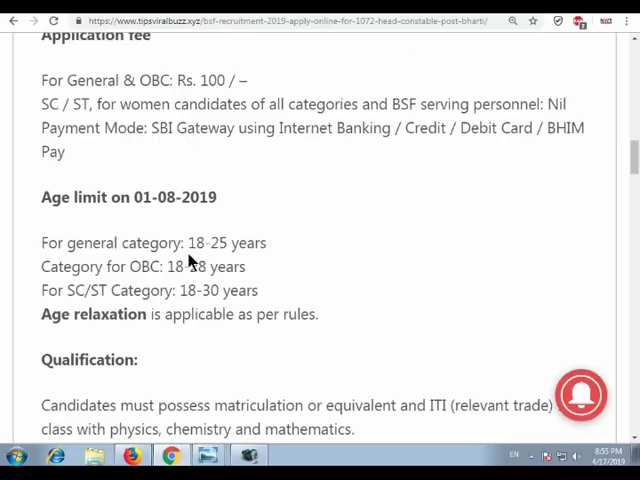 https://www.tipsviralbuzz.xyz/bsf-recruitment-2019-apply-online-for-1072-head-constable-post-bharti/
Application fee
For General & OBC: Rs. 100 / –
SC / ST, for women candidates of all categories and BSF serving personnel: Nil
Payment Mode: SBI Gateway using Internet Banking / Credit / Debit Card / BHIM
Pay
Age limit on 01-08-2019
For general category: 18-25 years
Category for OBC: 18-28 years
For SC/ST Category: 18-30 years
Age relaxation is applicable as per rules.
Qualification:
Candidates must possess matriculation or equivalent and ITI (relevant trade)
class with physics, chemistry and mathematics.
EN
8:55 PM
4/17/2019